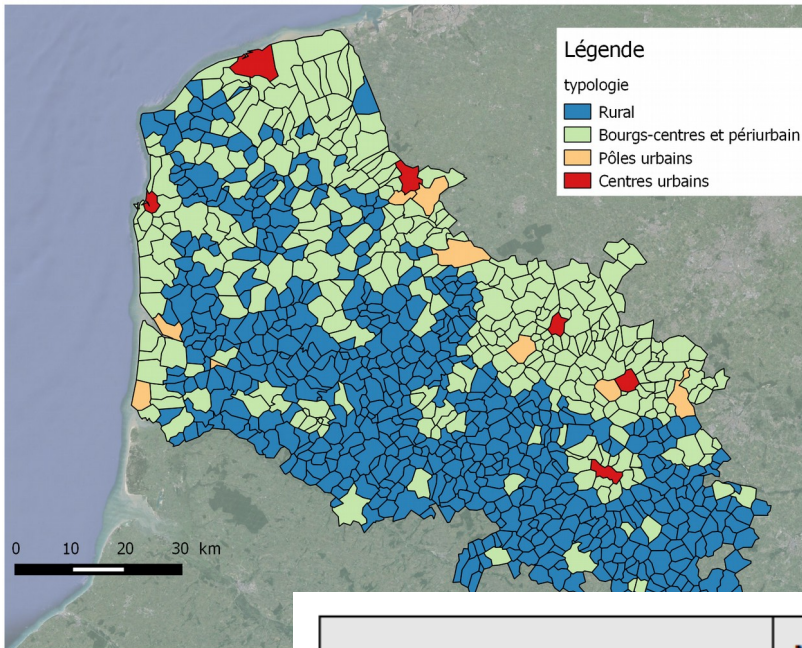 Légende
typologie
Rural
Bourgs-centres et périurbain
Pôles urbains
Centres urbains
0 10 20 30 km